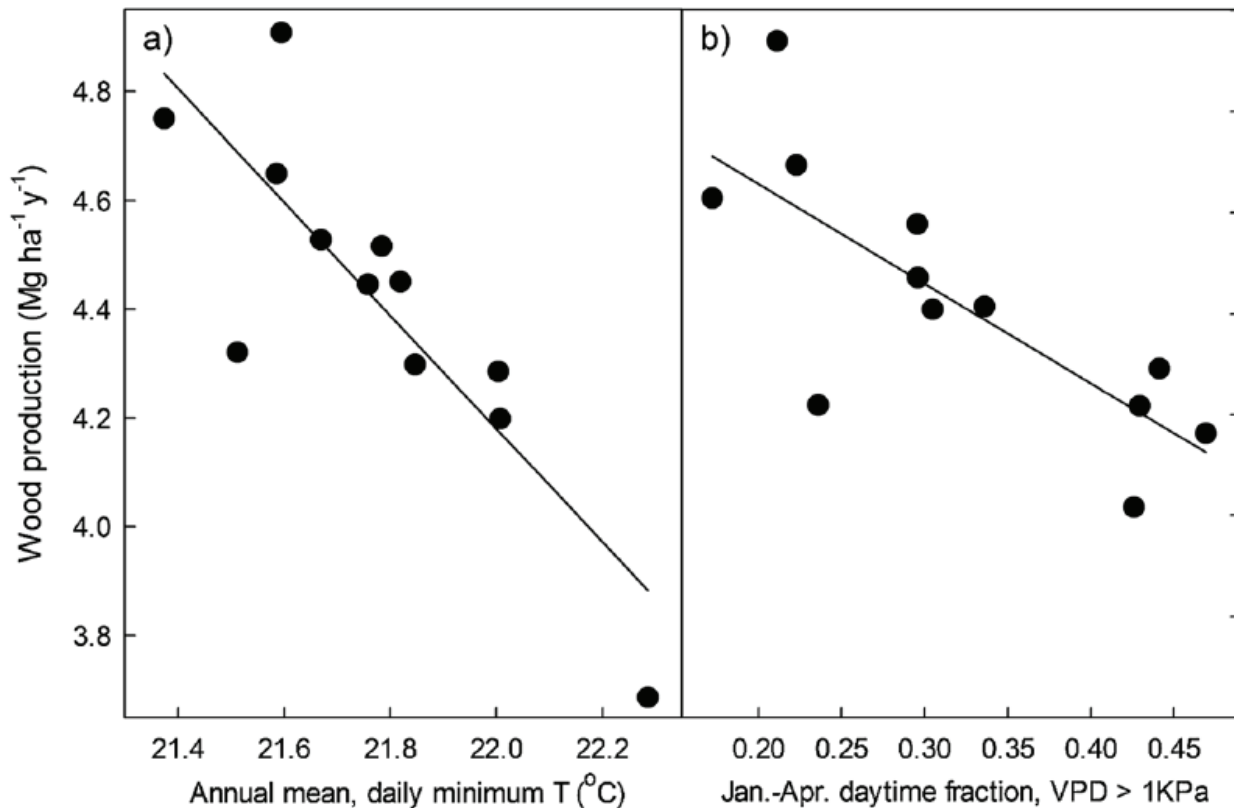 a)
b)
4.8
4.6
4.4
4.2
4.0
3.8
Wood production (Mg ha⁻¹ y⁻¹)
21.4 21.6 21.8 22.0 22.2
0.20 0.25 0.30 0.35 0.40 0.45
Annual mean, daily minimum T (°C)
Jan.-Apr. daytime fraction, VPD > 1KPa